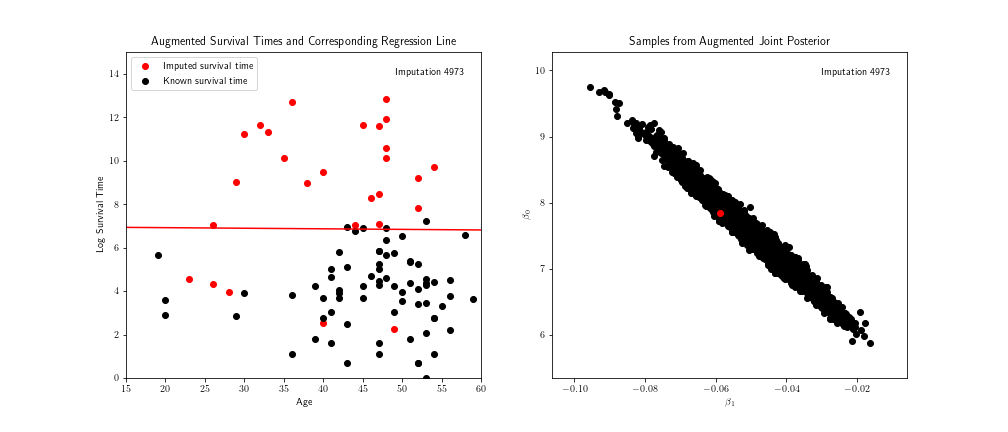 Augmented Survival Times and Corresponding Regression Line
Imputed survival time
Known survival time
Imputation 4973
14
12
10
8
6
4
2
0
Log Survival Time
15 20 25 30 35 40 45 50 55 60
Age
Samples from Augmented Joint Posterior
Imputation 4973
10
9
8
7
6
β0
−0.10 −0.08 −0.06 −0.04 −0.02
β1